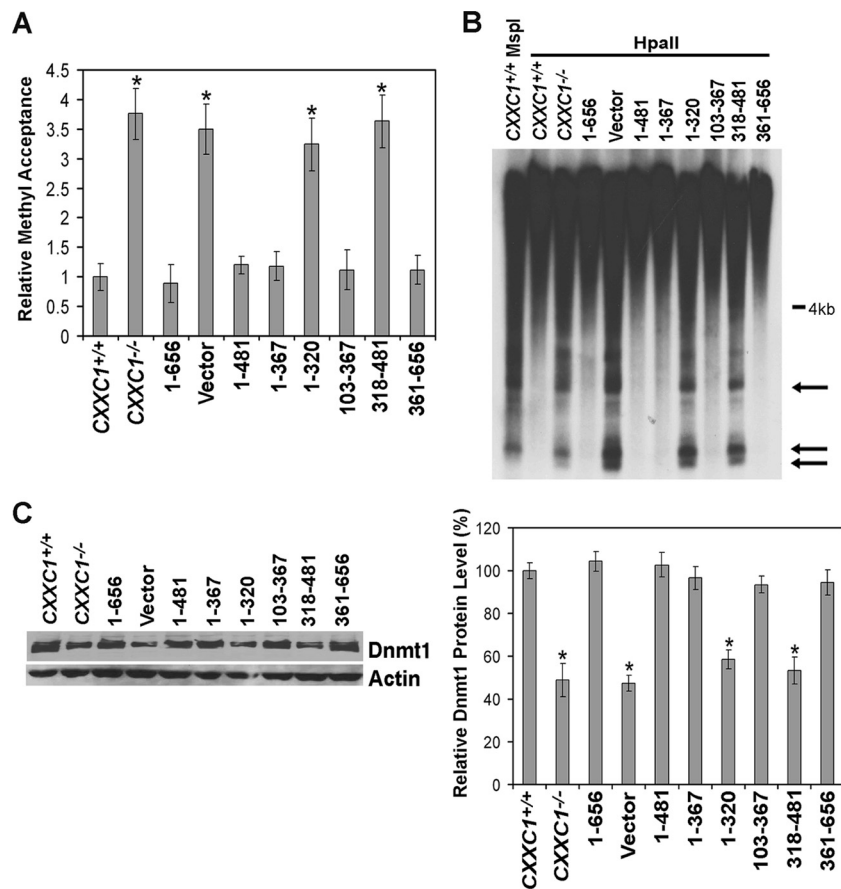 A
Relative Methyl Acceptance
4.5
4
3.5
3
2.5
2
1.5
1
0.5
0
*
*
*
*
CXXC1+/+
CXXC1-/-
1-656
Vector
1-481
1-367
1-320
103-367
318-481
361-656
B
HpaII
CXXC1+/+ MspI
CXXC1+/+
CXXC1-/-
1-656
Vector
1-481
1-367
1-320
103-367
318-481
361-656
4kb
C
CXXC1+/+
CXXC1-/-
1-656
Vector
1-481
1-367
1-320
103-367
318-481
361-656
Dnmt1
Actin
Relative Dnmt1 Protein Level (%)
120
100
80
60
40
20
0
*
*
*
*
CXXC1+/+
CXXC1-/-
1-656
Vector
1-481
1-367
1-320
103-367
318-481
361-656